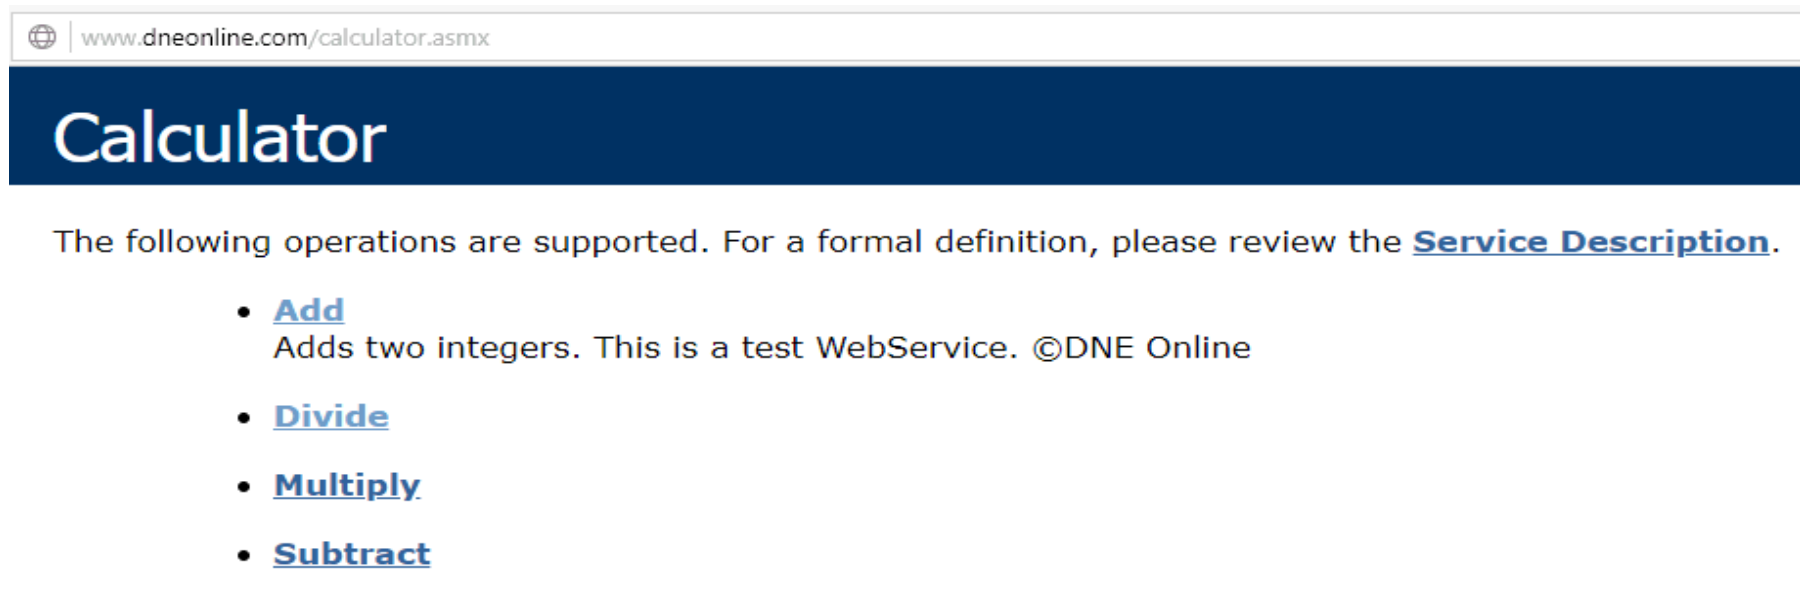 www.dneonline.com/calculator.asmx
Calculator
The following operations are supported. For a formal definition, please review the Service Description.
• Add
Adds two integers. This is a test WebService. ©DNE Online
• Divide
• Multiply
• Subtract